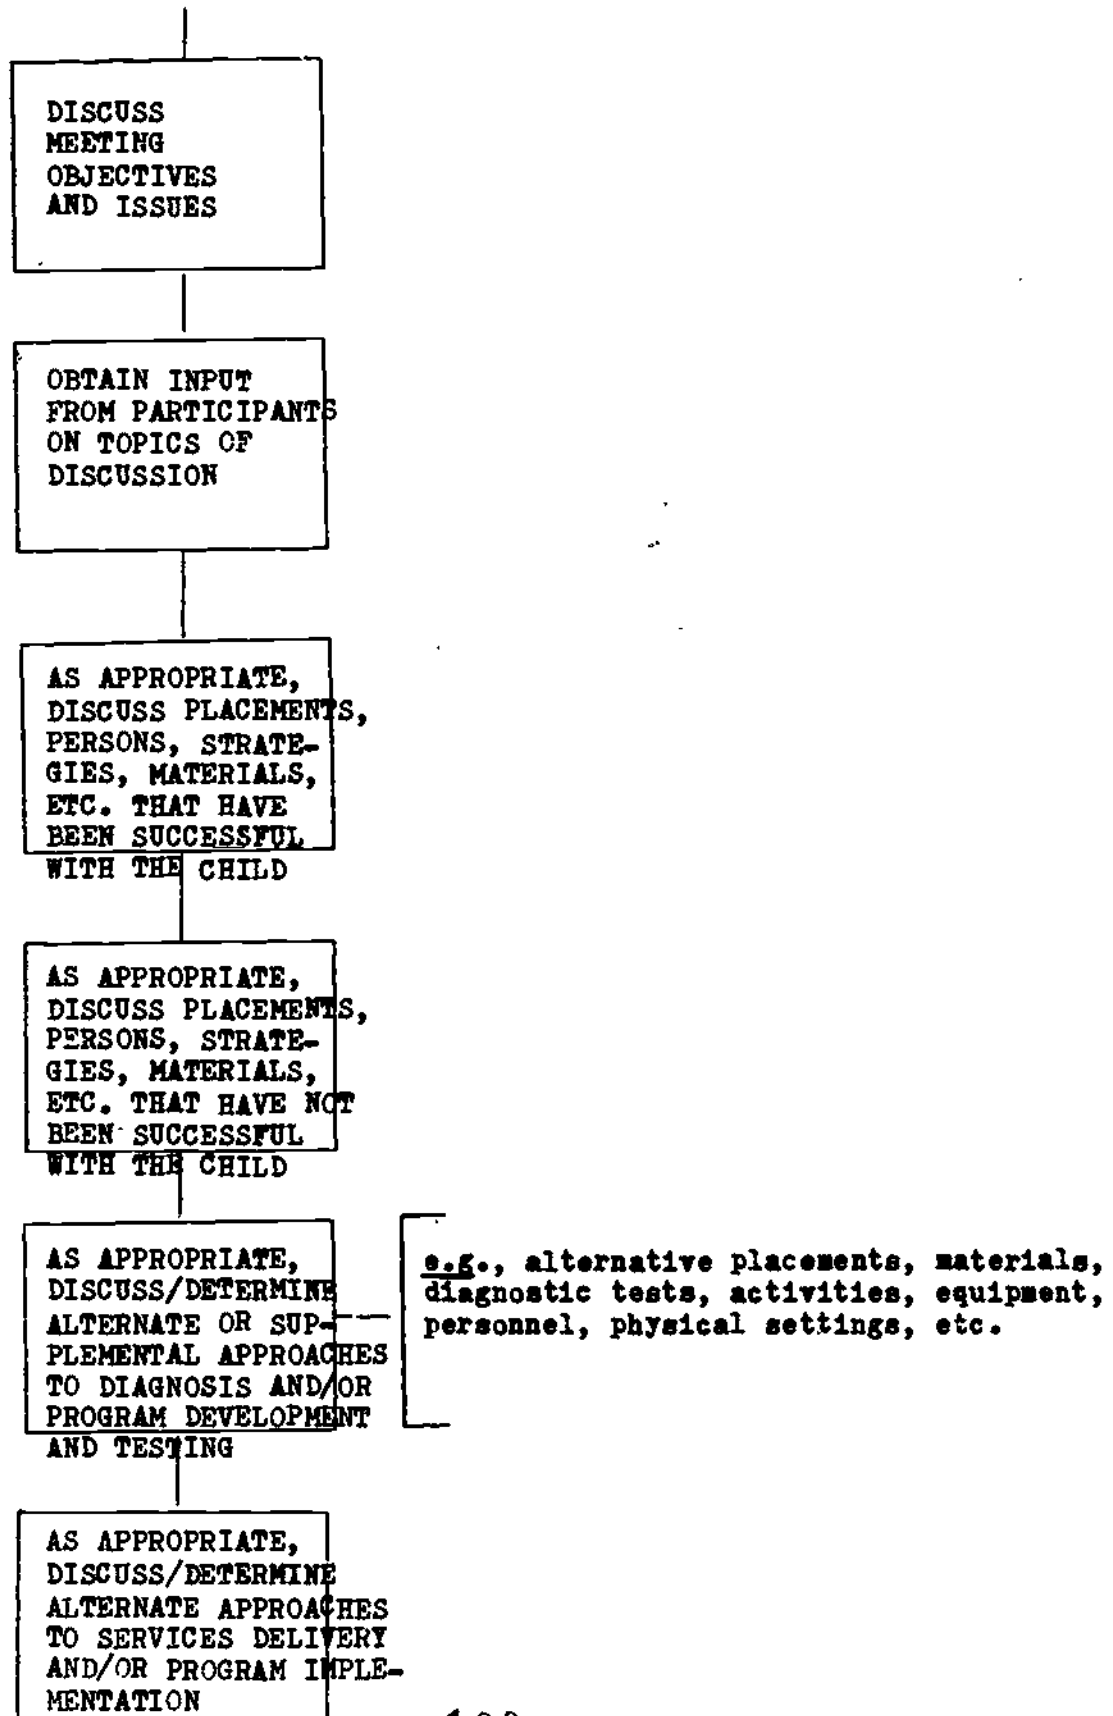 DISCUSS
MEETING
OBJECTIVES
AND ISSUES
OBTAIN INPUT
FROM PARTICIPANTS
ON TOPICS OF
DISCUSSION
AS APPROPRIATE,
DISCUSS PLACEMENTS,
PERSONS, STRATE-
GIES, MATERIALS,
ETC. THAT HAVE
BEEN SUCCESSFUL
WITH THE CHILD
AS APPROPRIATE,
DISCUSS PLACEMENTS,
PERSONS, STRATE-
GIES, MATERIALS,
ETC. THAT HAVE NOT
BEEN SUCCESSFUL
WITH THE CHILD
AS APPROPRIATE,
DISCUSS/DETERMINE
ALTERNATE OR SUP-
PLEMENTAL APPROACHES
TO DIAGNOSIS AND/OR
PROGRAM DEVELOPMENT
AND TESTING
e.g., alternative placements, materials,
diagnostic tests, activities, equipment,
personnel, physical settings, etc.
AS APPROPRIATE,
DISCUSS/DETERMINE
ALTERNATE APPROACHES
TO SERVICES DELIVERY
AND/OR PROGRAM IMPLE-
MENTATION